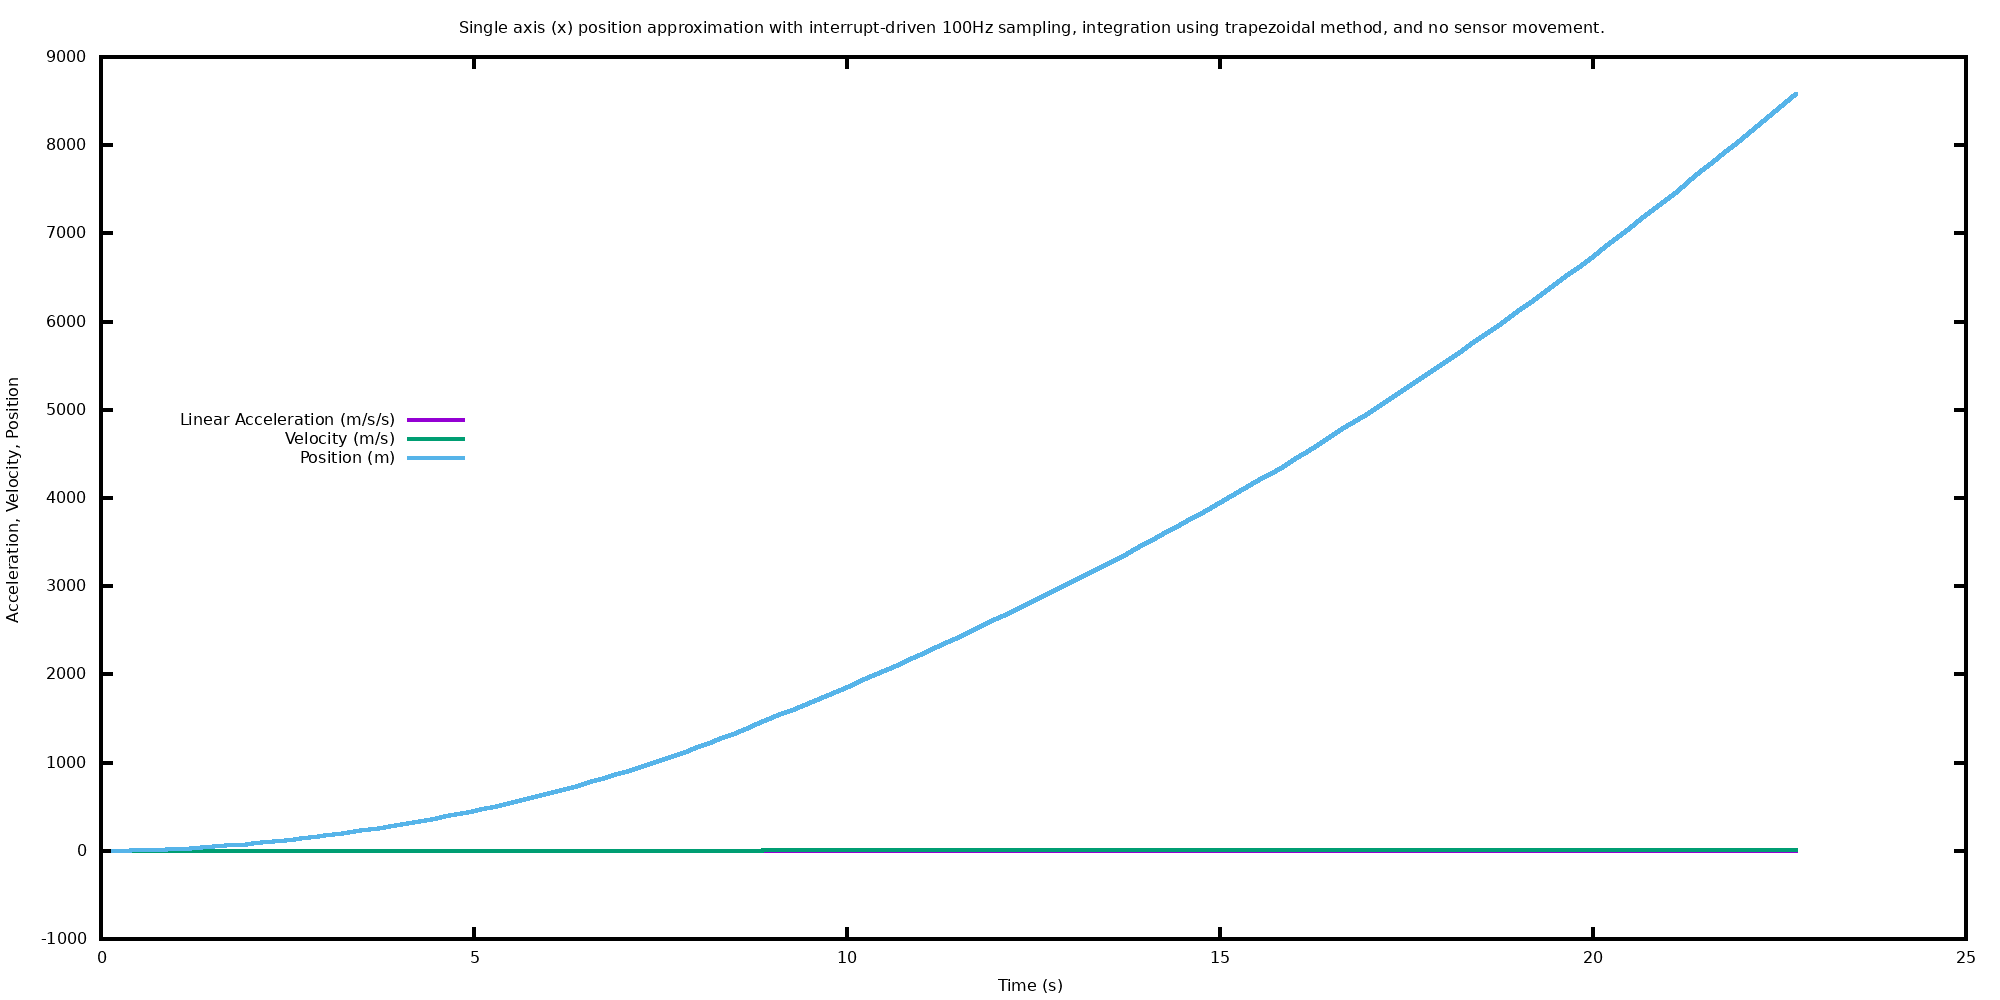 Single axis (x) position approximation with interrupt-driven 100Hz sampling, integration using trapezoidal method, and no sensor movement.
9000
8000
7000
6000
5000
4000
3000
2000
1000
0
-1000
Acceleration, Velocity, Position
Linear Acceleration (m/s/s)
Velocity (m/s)
Position (m)
0 5 10 15 20 25
Time (s)